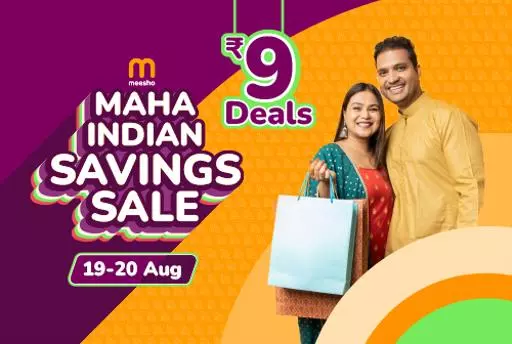 ₹9
Deals
meesho
MAHA
INDIAN
SAVINGS
SALE
19-20 Aug